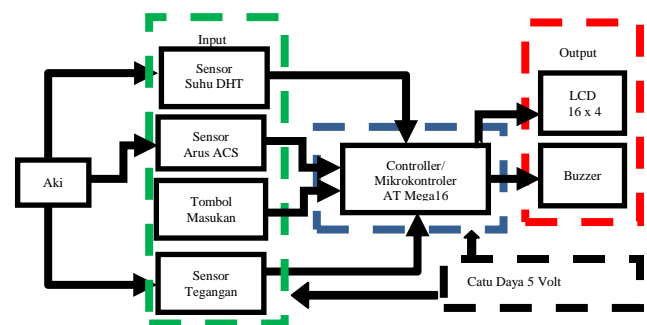 Input
Output
Sensor
Suhu DHT
LCD
16 x 4
Sensor
Arus ACS
Controller/
Mikrokontroler
AT Mega16
Buzzer
Aki
Tombol
Masukan
Sensor
Tegangan
Catu Daya 5 Volt